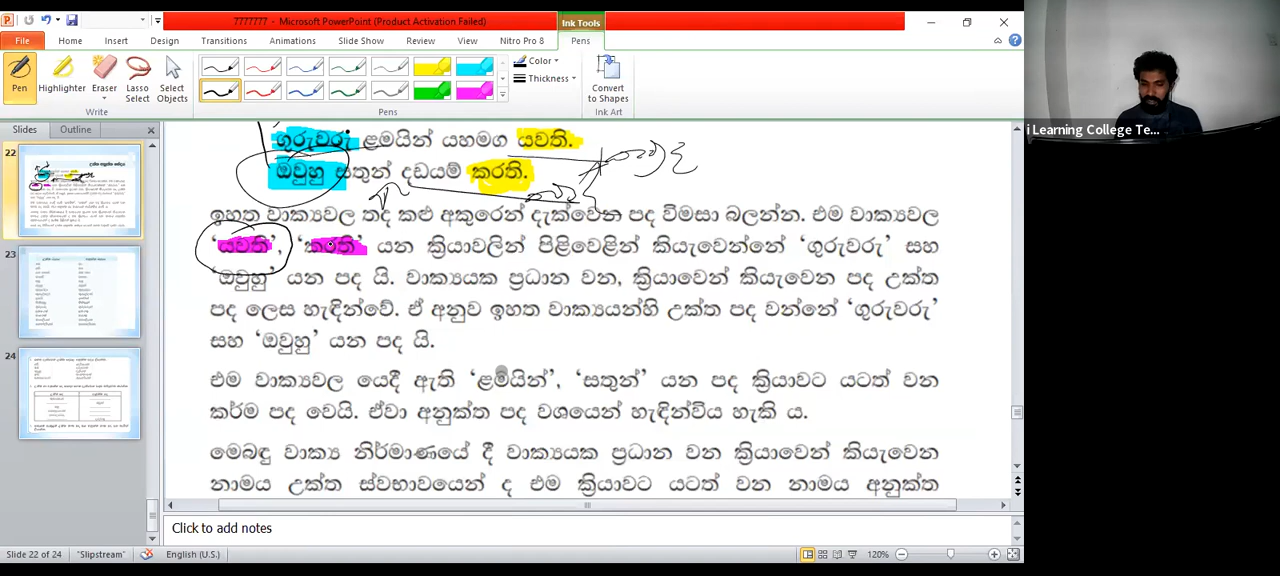 7777777 - Microsoft PowerPoint (Product Activation Failed)
Ink Tools
File Home Insert Design Transitions Animations Slide Show Review View Nitro Pro 8 Pens
Pen Highlighter Eraser Lasso Select Select Objects
Color Thickness
Convert to Shapes
Write Pens Ink Art
Slides Outline
22
23
24
ගුරුවරු ළමයින් යහමග යවති.
ඔවුහු සතුන් දඩයම් කරති.
ඉහත වාක්‍යවල තද කළු අකුරෙන් දැක්වෙන පද විමසා බලන්න. එම වාක්‍යවල
‘යවති’, ‘කරති’ යන ක්‍රියාවලින් පිළිවෙළින් කියැවෙන්නේ ‘ගුරුවරු’ සහ
‘ඔවුහු’ යන පද යි. වාක්‍යයක ප්‍රධාන වන, ක්‍රියාවෙන් කියැවෙන පද උක්ත
පද ලෙස හැඳින්වේ. ඒ අනුව ඉහත වාක්‍යයන්හි උක්ත පද වන්නේ ‘ගුරුවරු’
සහ ‘ඔවුහු’ යන පද යි.
එම වාක්‍යවල යෙදී ඇති ‘ළමයින්’, ‘සතුන්’ යන පද ක්‍රියාවට යටත් වන
කර්ම පද වෙයි. ඒවා අනුක්ත පද වශයෙන් හැඳින්විය හැකි ය.
මෙබඳු වාක්‍ය නිර්මාණයේ දී වාක්‍යයක ප්‍රධාන වන ක්‍රියාවෙන් කියැවෙන
නාමය උක්ත ස්වභාවයෙන් ද එම ක්‍රියාවට යටත් වන නාමය අනුක්ත
Click to add notes
Slide 22 of 24 "Slipstream" English (U.S.) 120%
i Learning College Te...